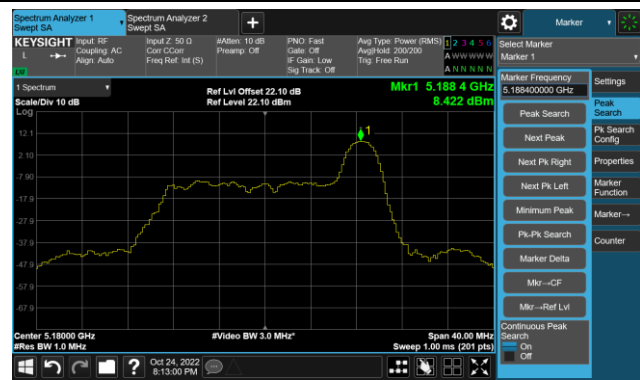 Spectrum Analyzer 1
Swept SA
Spectrum Analyzer 2
Swept SA
+
Marker
KEYSIGHT
L
LW
Input: RF
Coupling: AC
Align: Auto
Input Z: 50 Ω
Corr CCorr
Freq Ref: Int (S)
#Atten: 10 dB
Preamp: Off
PNO: Fast
Gate: Off
IF Gain: Low
Sig Track: Off
Avg Type: Power (RMS)
Avg|Hold: 200/200
Trig: Free Run
1 2 3 4 5 6
A W W W W W
A N N N N N
Select Marker
Marker 1
1 Spectrum
Scale/Div 10 dB
Log
Ref Lvl Offset 22.10 dB
Ref Level 22.10 dBm
Mkr1 5.188 4 GHz
8.422 dBm
1
12.1
2.10
-7.90
-17.9
-27.9
-37.9
-47.9
-57.9
-67.9
Center 5.18000 GHz
#Res BW 1.0 MHz
#Video BW 3.0 MHz*
Span 40.00 MHz
Sweep 1.00 ms (201 pts)
Marker Frequency
5.188400000 GHz
Peak Search
Next Peak
Next Pk Right
Next Pk Left
Minimum Peak
Pk-Pk Search
Marker Delta
Mkr→CF
Mkr→Ref Lvl
Continuous Peak
Search
On
Off
Settings
Peak
Search
Pk Search
Config
Properties
Marker
Function
Marker→
Counter
?
Oct 24, 2022
8:13:00 PM